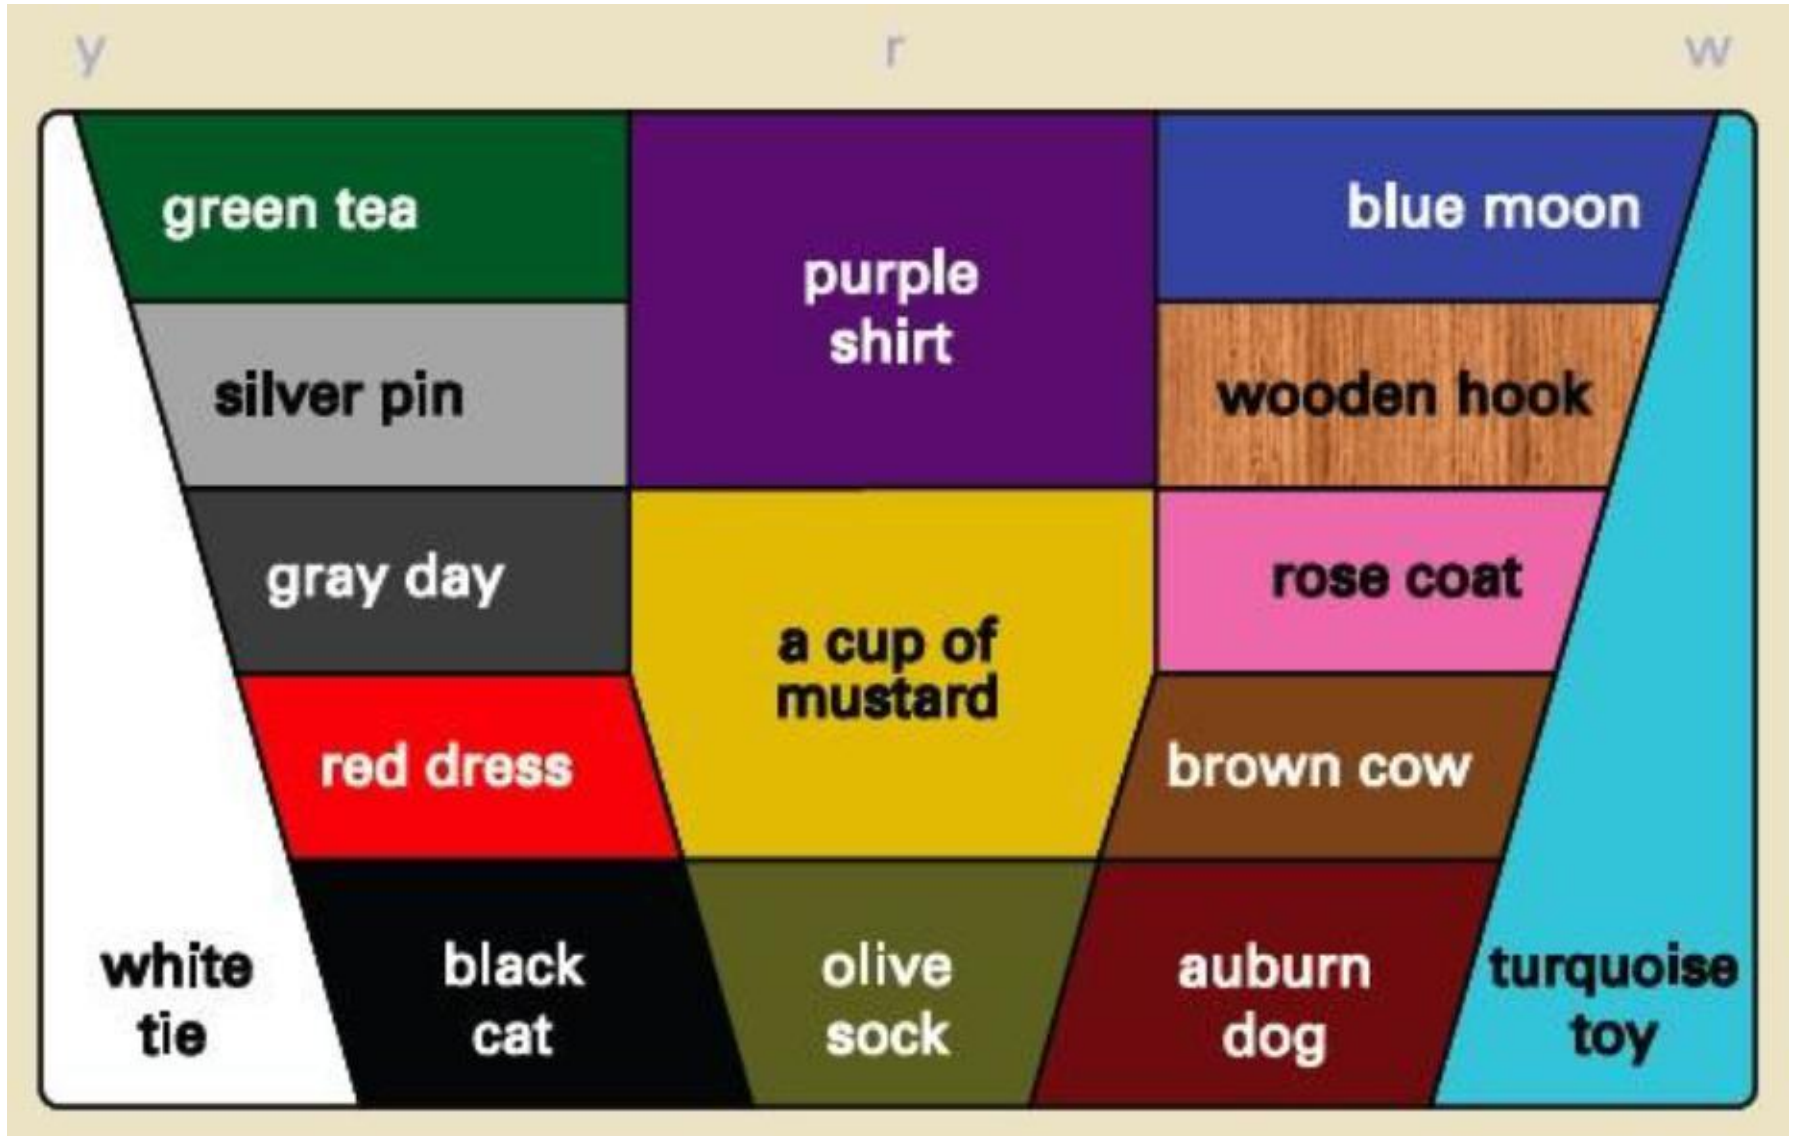 y r w
green tea
purple
shirt
blue moon
silver pin
wooden hook
gray day
a cup of
mustard
rose coat
red dress
brown cow
white
tie
black
cat
olive
sock
auburn
dog
turquoise
toy